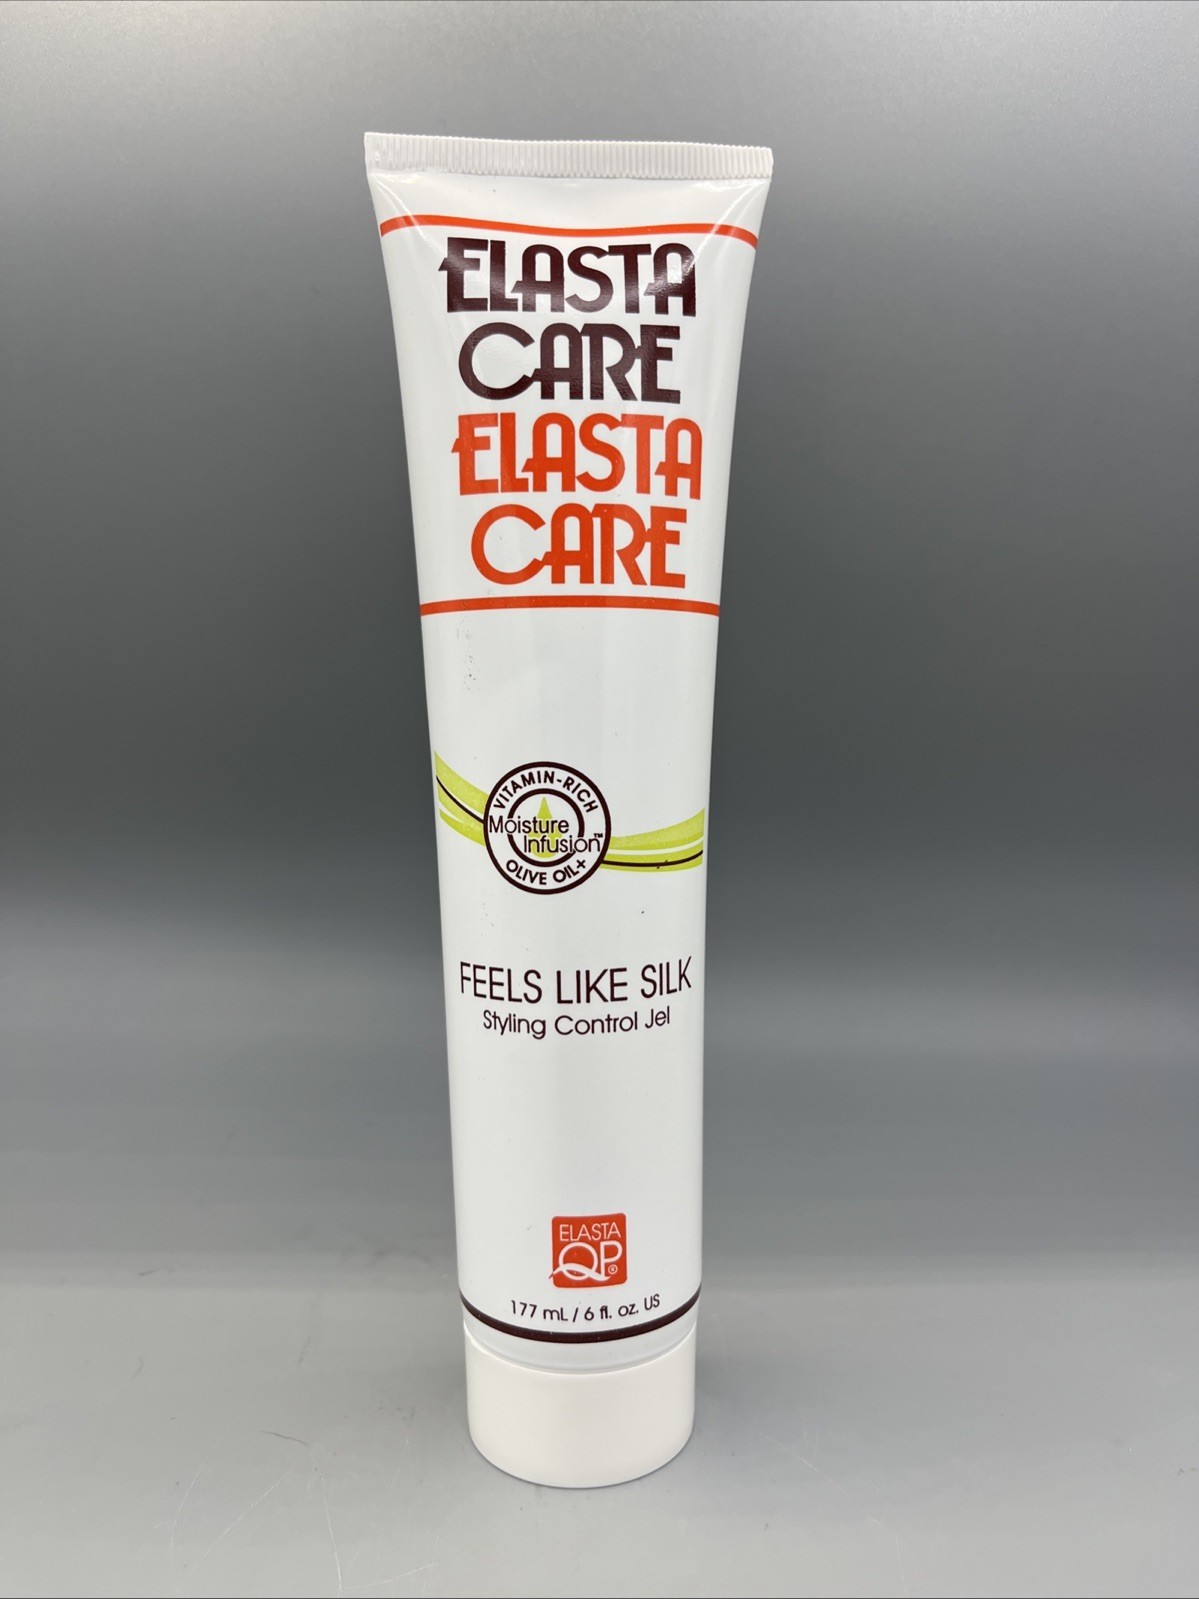 ELASTA
CARE
ELASTA
CARE
VITAMIN-RICH
Moisture
Infusion™
OLIVE OIL+
FEELS LIKE SILK
Styling Control Jel
ELASTA
QP®
177 mL / 6 fl. oz. US